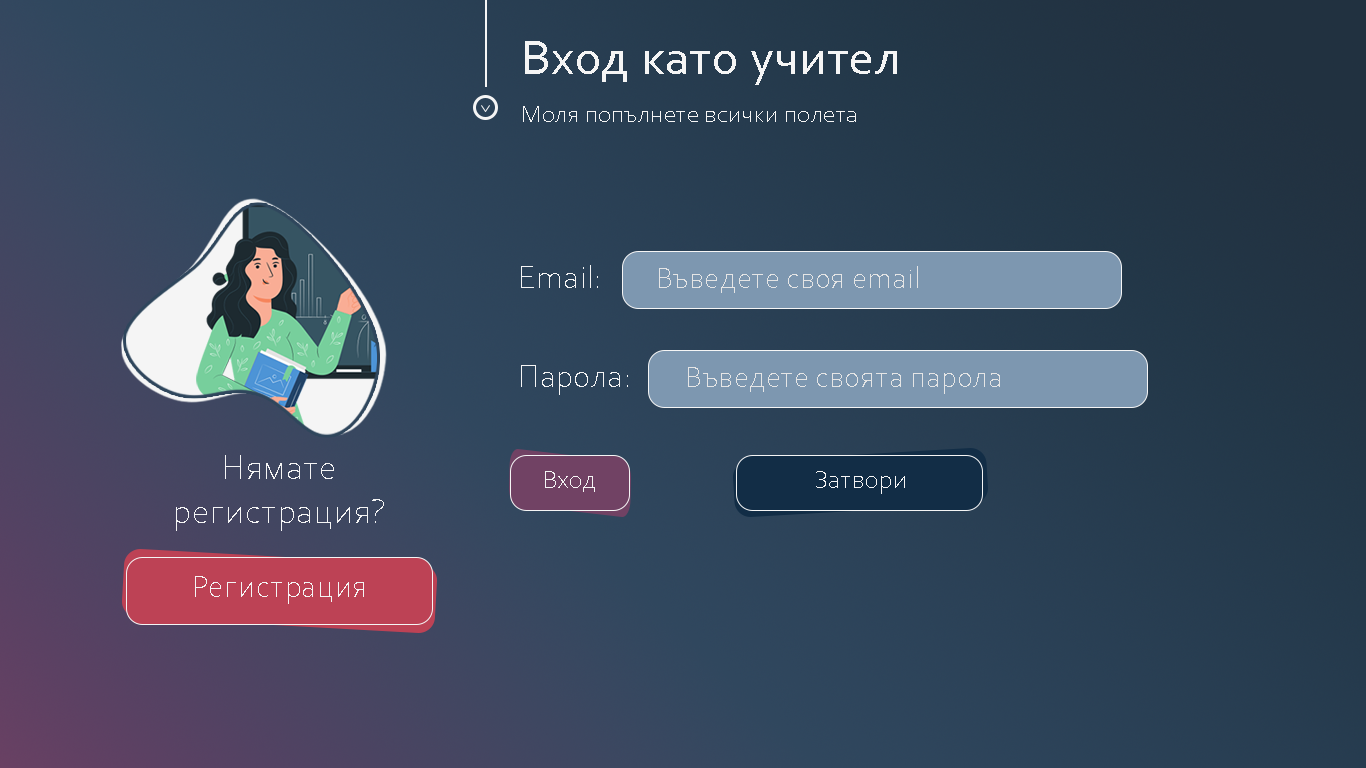 Вход като учител
Моля попълнете всички полета
Email:
Въведете своя email
Парола:
Въведете своята парола
Вход
Затвори
Нямате
регистрация?
Регистрация